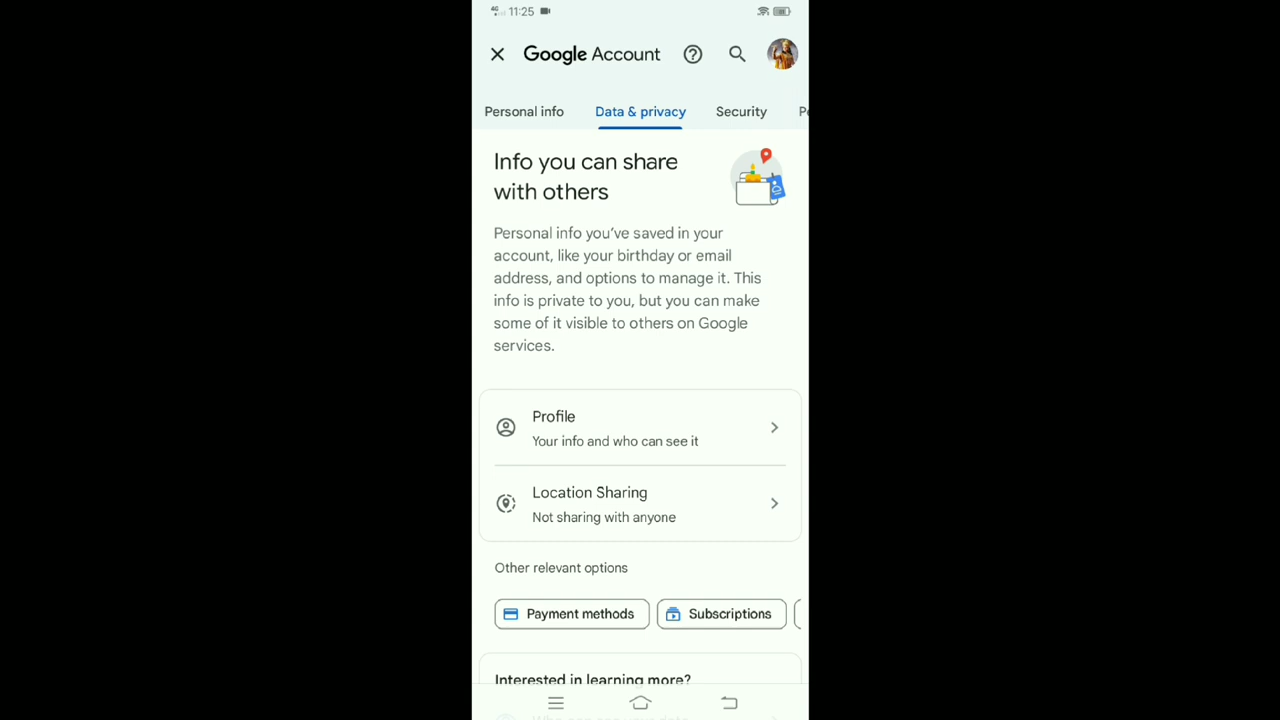 4G 11:25
Google Account
Personal info Data & privacy Security
Info you can share
with others
Personal info you've saved in your
account, like your birthday or email
address, and options to manage it. This
info is private to you, but you can make
some of it visible to others on Google
services.
Profile
Your info and who can see it
Location Sharing
Not sharing with anyone
Other relevant options
Payment methods Subscriptions
Interested in learning more?